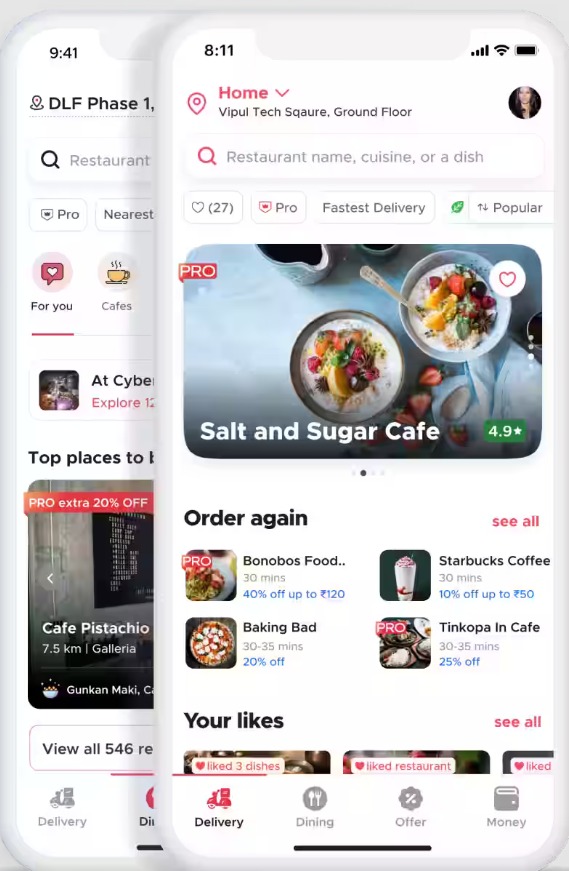 9:41
DLF Phase 1,
Restaurant
Pro
Nearest
For you
Cafes
At Cyber
Explore 12
Top places to
PRO extra 20% OFF
Cafe Pistachio
7.5 km | Galleria
Gunkan Maki, Ca
View all 546 re
Delivery
Din
8:11
Home
Vipul Tech Sqaure, Ground Floor
Restaurant name, cuisine, or a dish
(27)
Pro
Fastest Delivery
Popular
PRO
Salt and Sugar Cafe
4.9★
Order again
see all
PRO
Bonobos Food..
30 mins
40% off up to ₹120
Starbucks Coffee
30 mins
10% off up to ₹50
Baking Bad
30-35 mins
20% off
PRO
Tinkopa In Cafe
30-35 mins
25% off
Your likes
see all
liked 3 dishes
liked restaurant
liked
Delivery
Dining
Offer
Money